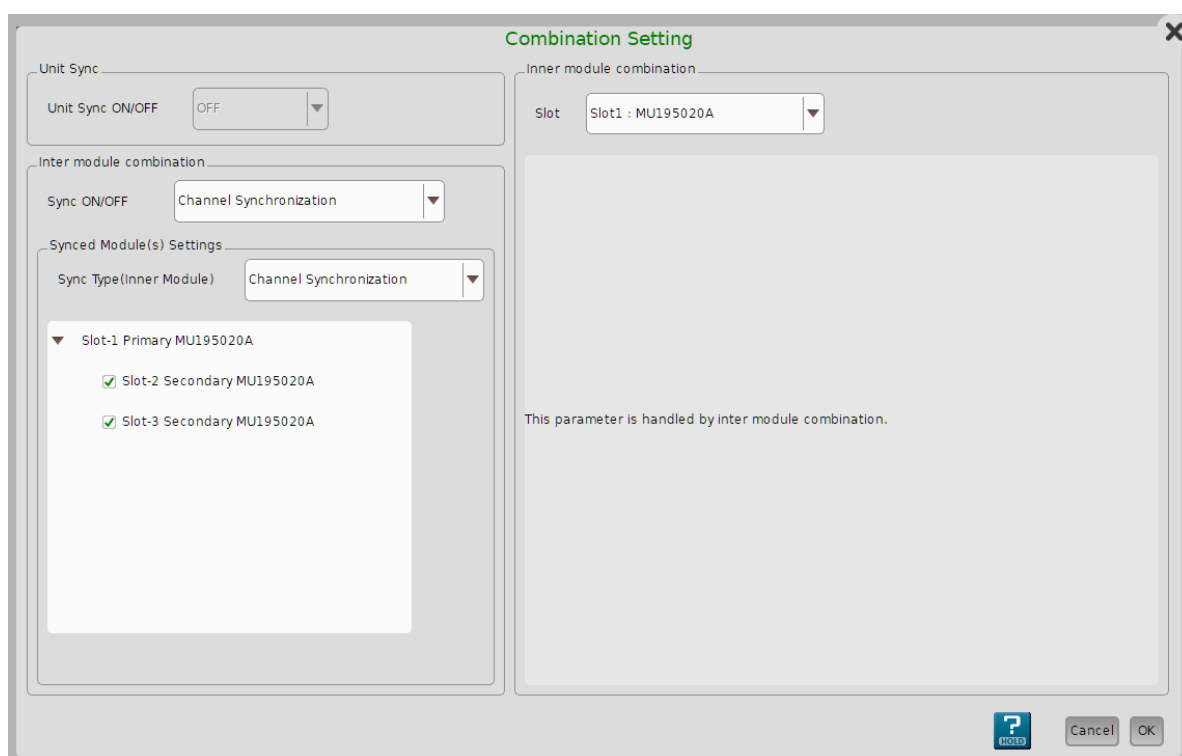 Combination Setting
Unit Sync
Unit Sync ON/OFF
OFF
Inter module combination
Sync ON/OFF
Channel Synchronization
Synced Module(s) Settings
Sync Type(Inner Module)
Channel Synchronization
Slot-1 Primary MU195020A
Slot-2 Secondary MU195020A
Slot-3 Secondary MU195020A
Inner module combination
Slot
Slot1 : MU195020A
This parameter is handled by inter module combination.
?
HOLD
Cancel
OK